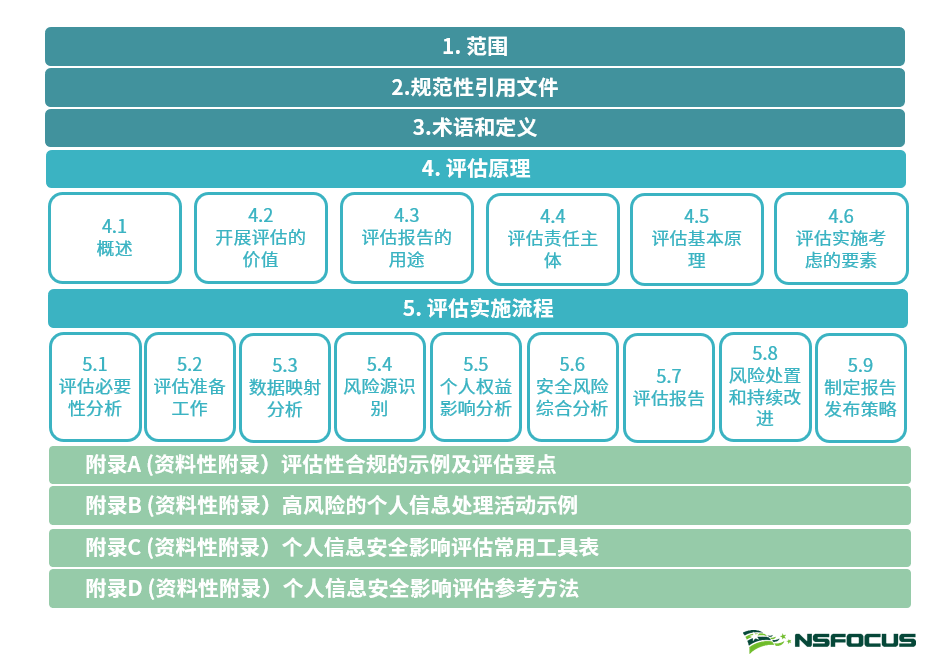 1. 范围
2.规范性引用文件
3.术语和定义
4. 评估原理
4.1
概述
4.2
开展评估的
价值
4.3
评估报告的
用途
4.4
评估责任主
体
4.5
评估基本原
理
4.6
评估实施考
虑的要素
5. 评估实施流程
5.1
评估必要
性分析
5.2
评估准备
工作
5.3
数据映射
分析
5.4
风险源识
别
5.5
个人权益
影响分析
5.6
安全风险
综合分析
5.7
评估报告
5.8
风险处置
和持续改
进
5.9
制定报告
发布策略
附录A (资料性附录）评估性合规的示例及评估要点
附录B (资料性附录）高风险的个人信息处理活动示例
附录C (资料性附录）个人信息安全影响评估常用工具表
附录D (资料性附录）个人信息安全影响评估参考方法
NSFOCUS